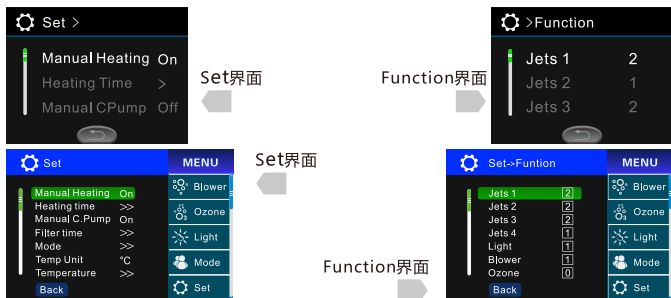 Set >
Manual Heating On
Heating Time >
Manual CPump Off
Set界面
Function界面
>Function
Jets 1 2
Jets 2 1
Jets 3 2
Set MENU
Manual Heating On
Heating time >>
Manual C.Pump On
Filter time >>
Mode >>
Temp Unit °C
Temperature >>
Back
Blower
O₃ Ozone
Light
Mode
Set
Set界面
Function界面
Set->Funtion MENU
Jets 1 2
Jets 2 2
Jets 3 2
Jets 4 1
Light 1
Blower 1
Ozone 0
Back
Blower
O₃ Ozone
Light
Mode
Set